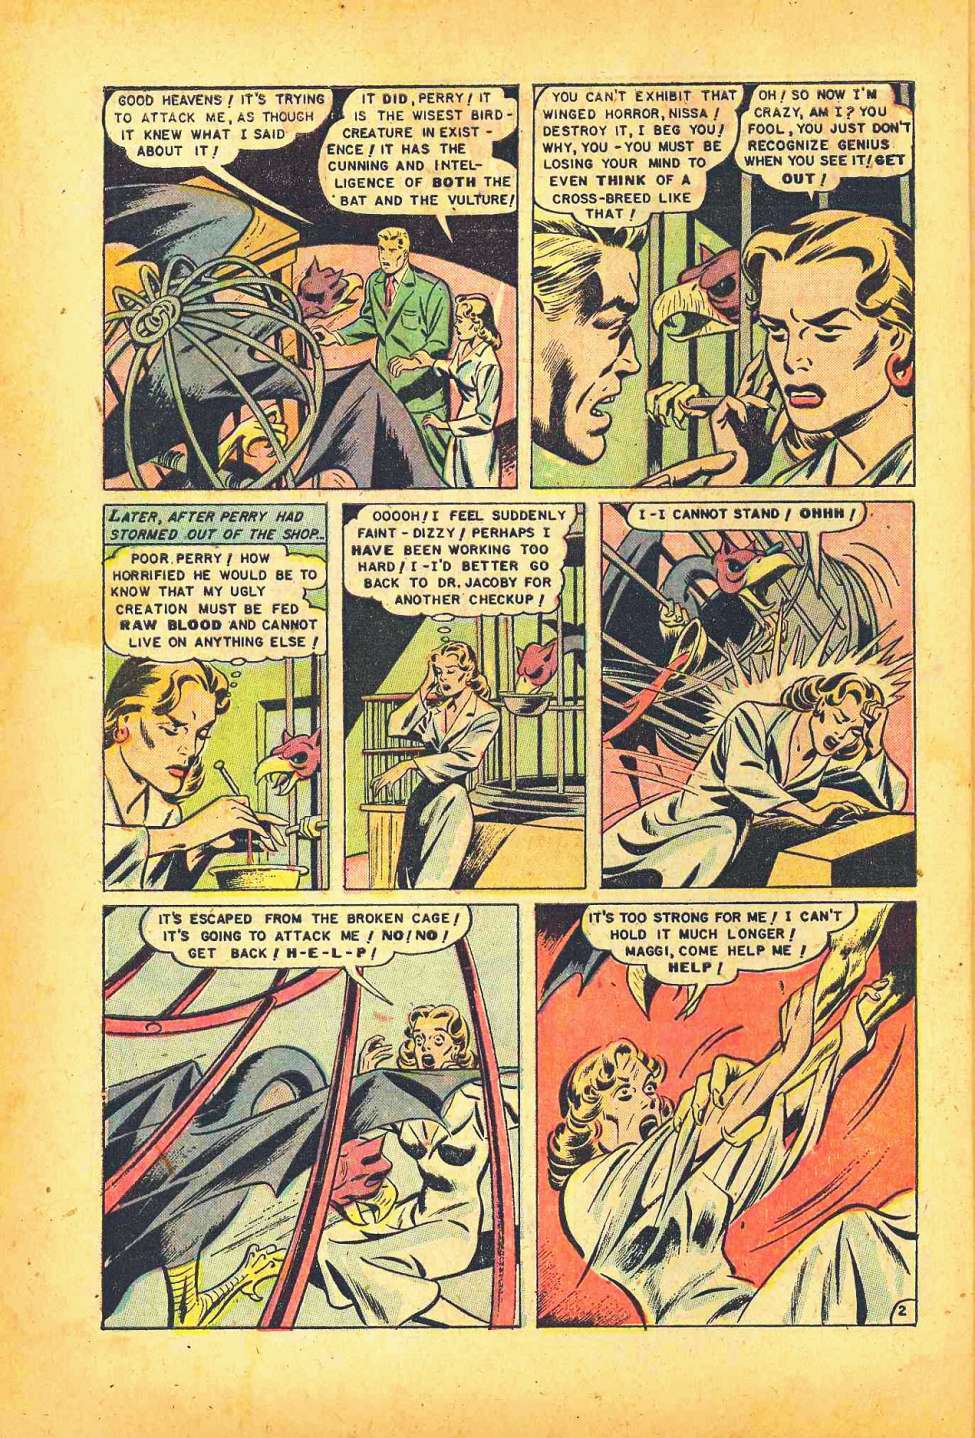 GOOD HEAVENS! IT'S TRYING
TO ATTACK ME, AS THOUGH
IT KNEW WHAT I SAID
ABOUT IT!
IT DID, PERRY! IT
IS THE WISEST BIRD-
CREATURE IN EXIST-
ENCE! IT HAS THE
CUNNING AND INTEL-
LIGENCE OF BOTH THE
BAT AND THE VULTURE!
YOU CAN'T EXHIBIT THAT
WINGED HORROR, NISSA!
DESTROY IT, I BEG YOU!
WHY, YOU-YOU MUST BE
LOSING YOUR MIND TO
EVEN THINK OF A
CROSS-BREED LIKE
THAT!
OH! SO NOW I'M
CRAZY, AM I? YOU
FOOL, YOU JUST DON'T
RECOGNIZE GENIUS
WHEN YOU SEE IT! GET
OUT!
LATER, AFTER PERRY HAD
STORMED OUT OF THE SHOP...
POOR PERRY! HOW
HORRIFIED HE WOULD BE TO
KNOW THAT MY UGLY
CREATION MUST BE FED
RAW BLOOD AND CANNOT
LIVE ON ANYTHING ELSE!
OOOOH! I FEEL SUDDENLY
FAINT-DIZZY! PERHAPS I
HAVE BEEN WORKING TOO
HARD! I-I'D BETTER GO
BACK TO DR. JACOBY FOR
ANOTHER CHECKUP!
I-I CANNOT STAND! OHHH!
IT'S ESCAPED FROM THE BROKEN CAGE!
IT'S GOING TO ATTACK ME! NO! NO!
GET BACK! H-E-L-P!
IT'S TOO STRONG FOR ME! I CAN'T
HOLD IT MUCH LONGER!
MAGGI, COME HELP ME!
HELP!
2